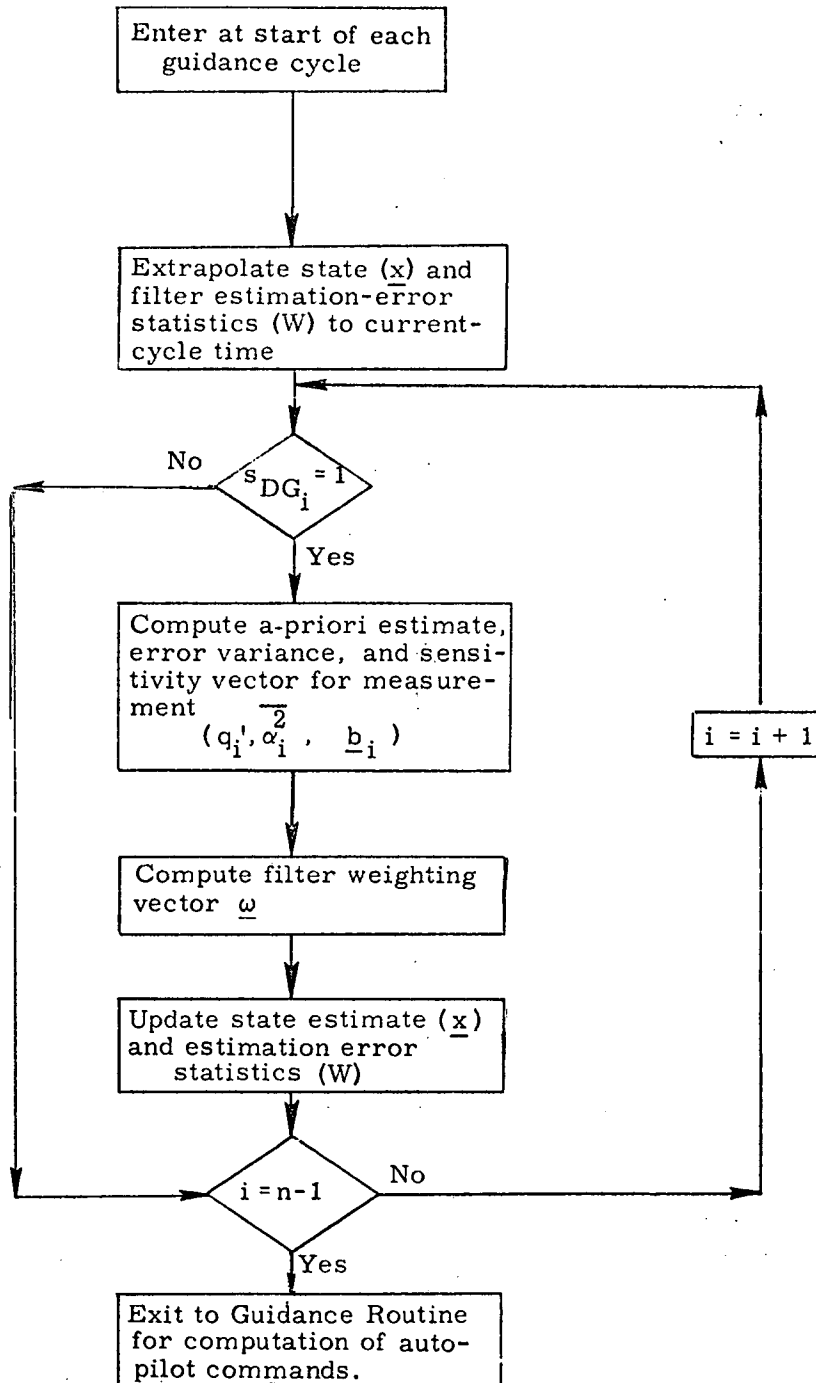 Enter at start of each
guidance cycle
Extrapolate state (x) and
filter estimation-error
statistics (W) to current-
cycle time
No
s DG i = 1
Yes
Compute a-priori estimate,
error variance, and sensi-
tivity vector for measure-
ment
(q_i', α_i^2 , b_i )
i = i + 1
Compute filter weighting
vector ω
Update state estimate (x)
and estimation error
statistics (W)
i = n-1
No
Yes
Exit to Guidance Routine
for computation of auto-
pilot commands.